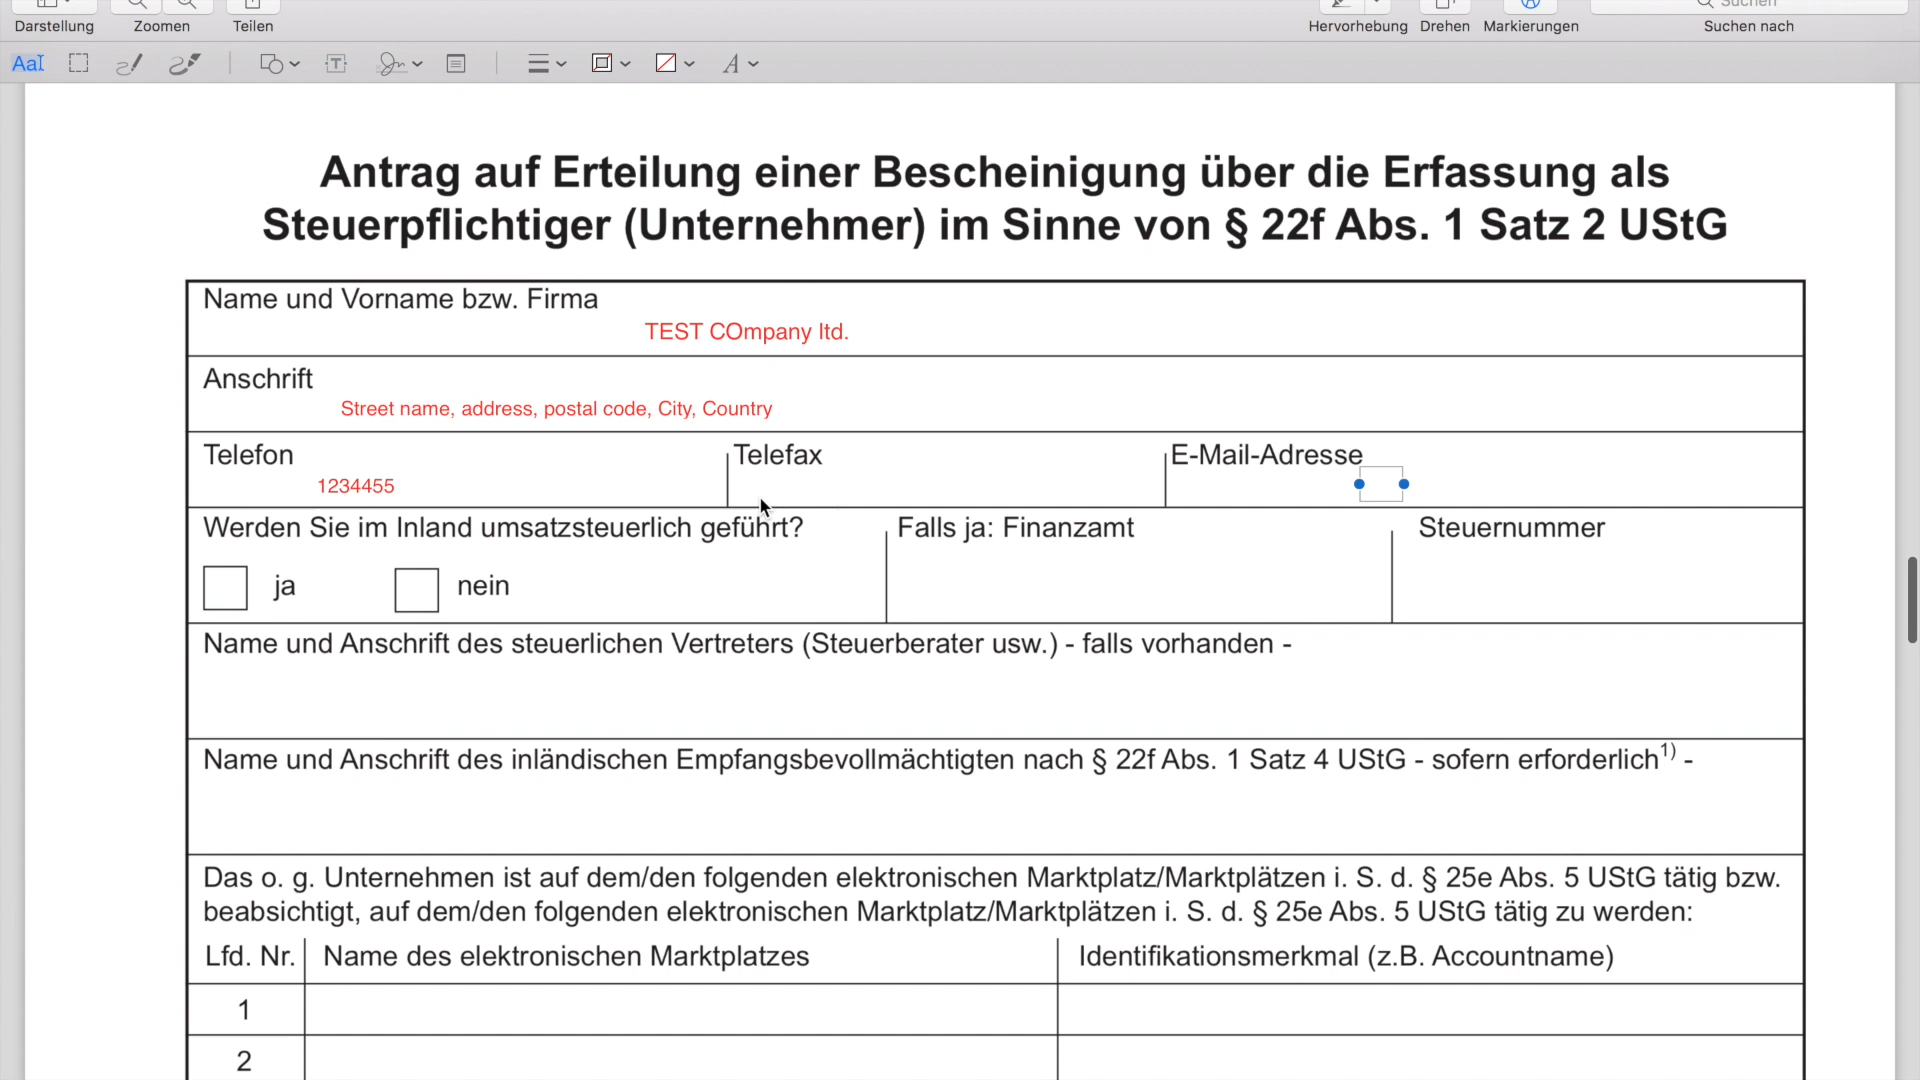 Darstellung Zoomen Teilen Hervorhebung Drehen Markierungen Suchen nach
Suchen
AaI T A
Antrag auf Erteilung einer Bescheinigung über die Erfassung als
Steuerpflichtiger (Unternehmer) im Sinne von § 22f Abs. 1 Satz 2 UStG
Name und Vorname bzw. Firma
TEST COmpany ltd.
Anschrift
Street name, address, postal code, City, Country
Telefon Telefax E-Mail-Adresse
1234455
Werden Sie im Inland umsatzsteuerlich geführt? Falls ja: Finanzamt Steuernummer
ja nein
Name und Anschrift des steuerlichen Vertreters (Steuerberater usw.) - falls vorhanden -
Name und Anschrift des inländischen Empfangsbevollmächtigten nach § 22f Abs. 1 Satz 4 UStG - sofern erforderlich1) -
Das o. g. Unternehmen ist auf dem/den folgenden elektronischen Marktplatz/Marktplätzen i. S. d. § 25e Abs. 5 UStG tätig bzw.
beabsichtigt, auf dem/den folgenden elektronischen Marktplatz/Marktplätzen i. S. d. § 25e Abs. 5 UStG tätig zu werden:
Lfd. Nr. Name des elektronischen Marktplatzes Identifikationsmerkmal (z.B. Accountname)
1
2